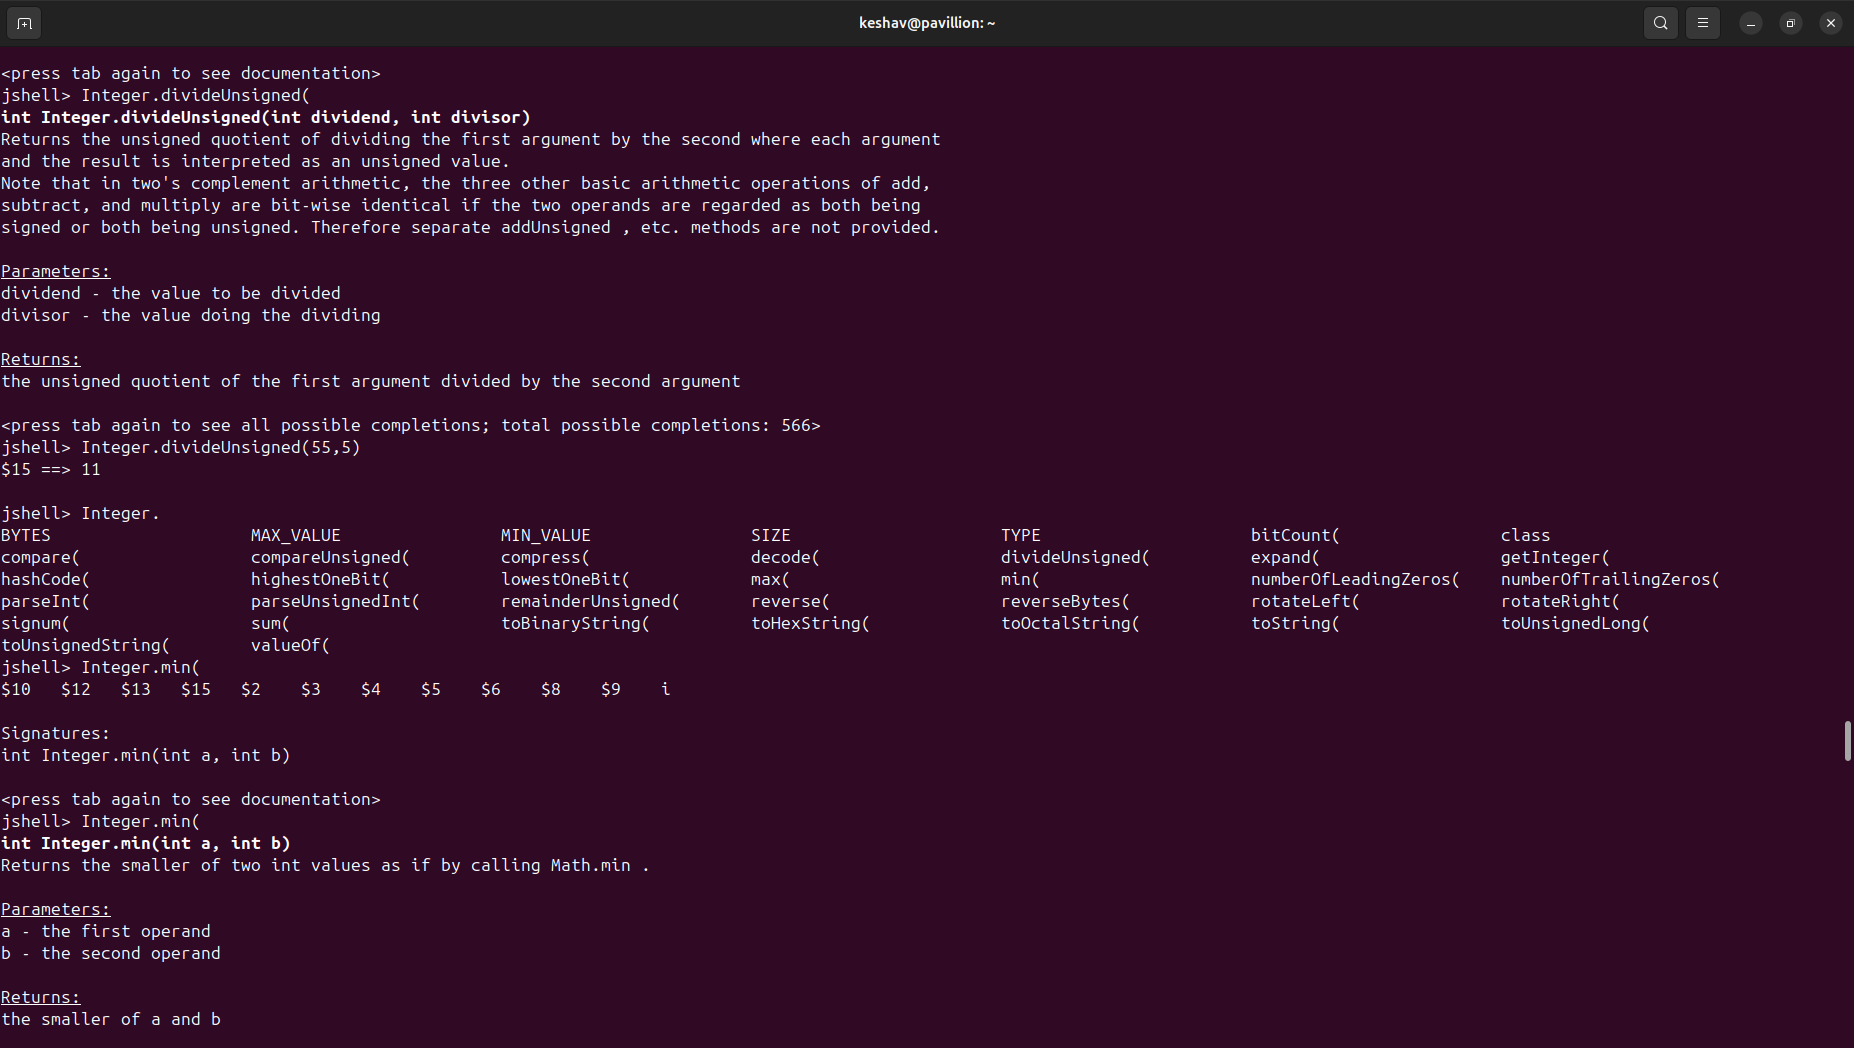 keshav@pavillion: ~
<press tab again to see documentation>
jshell> Integer.divideUnsigned(
int Integer.divideUnsigned(int dividend, int divisor)
Returns the unsigned quotient of dividing the first argument by the second where each argument
and the result is interpreted as an unsigned value.
Note that in two's complement arithmetic, the three other basic arithmetic operations of add,
subtract, and multiply are bit-wise identical if the two operands are regarded as both being
signed or both being unsigned. Therefore separate addUnsigned , etc. methods are not provided.
Parameters:
dividend - the value to be divided
divisor - the value doing the dividing
Returns:
the unsigned quotient of the first argument divided by the second argument
<press tab again to see all possible completions; total possible completions: 566>
jshell> Integer.divideUnsigned(55,5)
$15 ==> 11
jshell> Integer.
BYTES MAX_VALUE MIN_VALUE SIZE TYPE bitCount( class
compare( compareUnsigned( compress( decode( divideUnsigned( expand( getInteger(
hashCode( highestOneBit( lowestOneBit( max( min( numberOfLeadingZeros( numberOfTrailingZeros(
parseInt( parseUnsignedInt( remainderUnsigned( reverse( reverseBytes( rotateLeft( rotateRight(
signum( sum( toBinaryString( toHexString( toOctalString( toString( toUnsignedLong(
toUnsignedString( valueOf(
jshell> Integer.min(
$10 $12 $13 $15 $2 $3 $4 $5 $6 $8 $9 i
Signatures:
int Integer.min(int a, int b)
<press tab again to see documentation>
jshell> Integer.min(
int Integer.min(int a, int b)
Returns the smaller of two int values as if by calling Math.min .
Parameters:
a - the first operand
b - the second operand
Returns:
the smaller of a and b